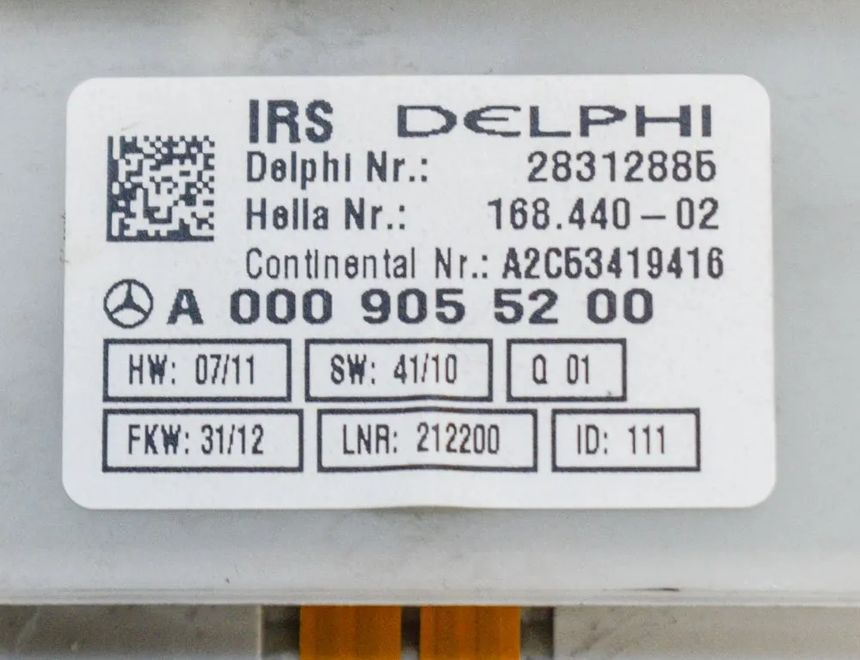 IRS DELPHI
Delphi Nr.: 28312885
Hella Nr.: 168.440-02
Continental Nr.: A2C53419416
A 000 905 52 00
HW: 07/11 SW: 41/10 Q 01
FKW: 31/12 LNR: 212200 ID: 111